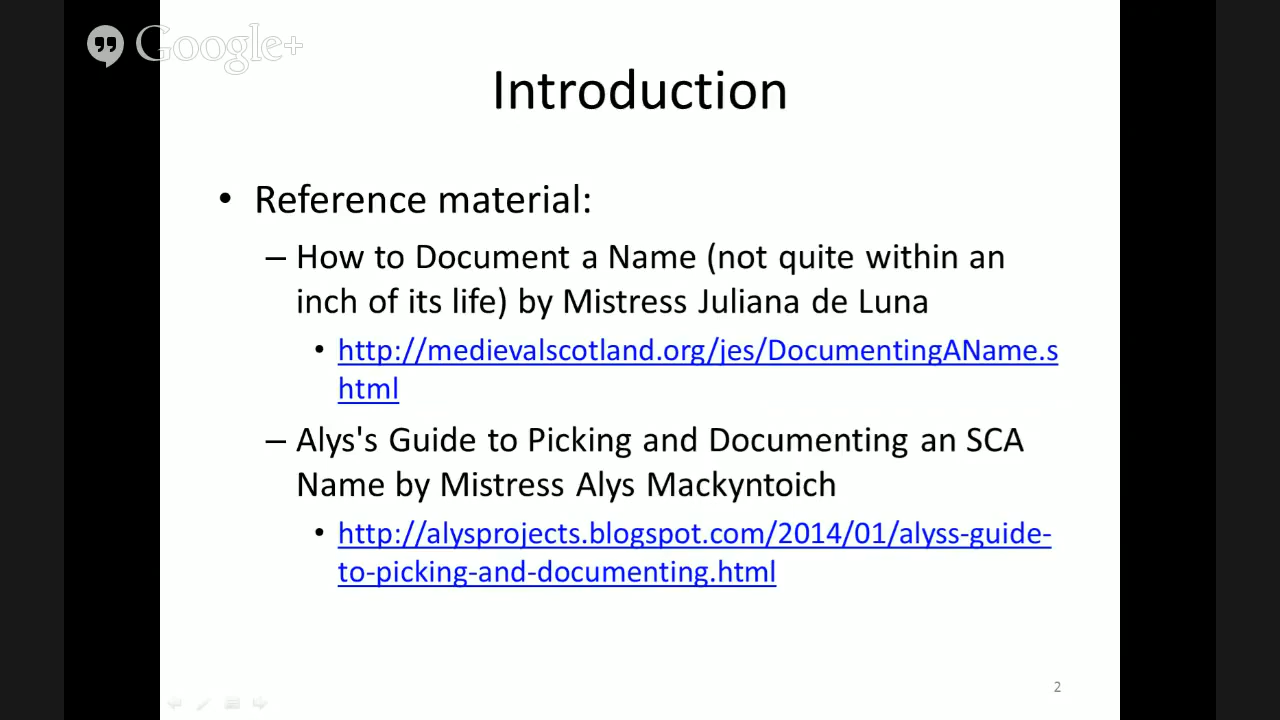 Google+
Introduction
• Reference material:
– How to Document a Name (not quite within an
inch of its life) by Mistress Juliana de Luna
• http://medievalscotland.org/jes/DocumentingAName.s
html
– Alys's Guide to Picking and Documenting an SCA
Name by Mistress Alys Mackyntoich
• http://alysprojects.blogspot.com/2014/01/alyss-guide-
to-picking-and-documenting.html
2